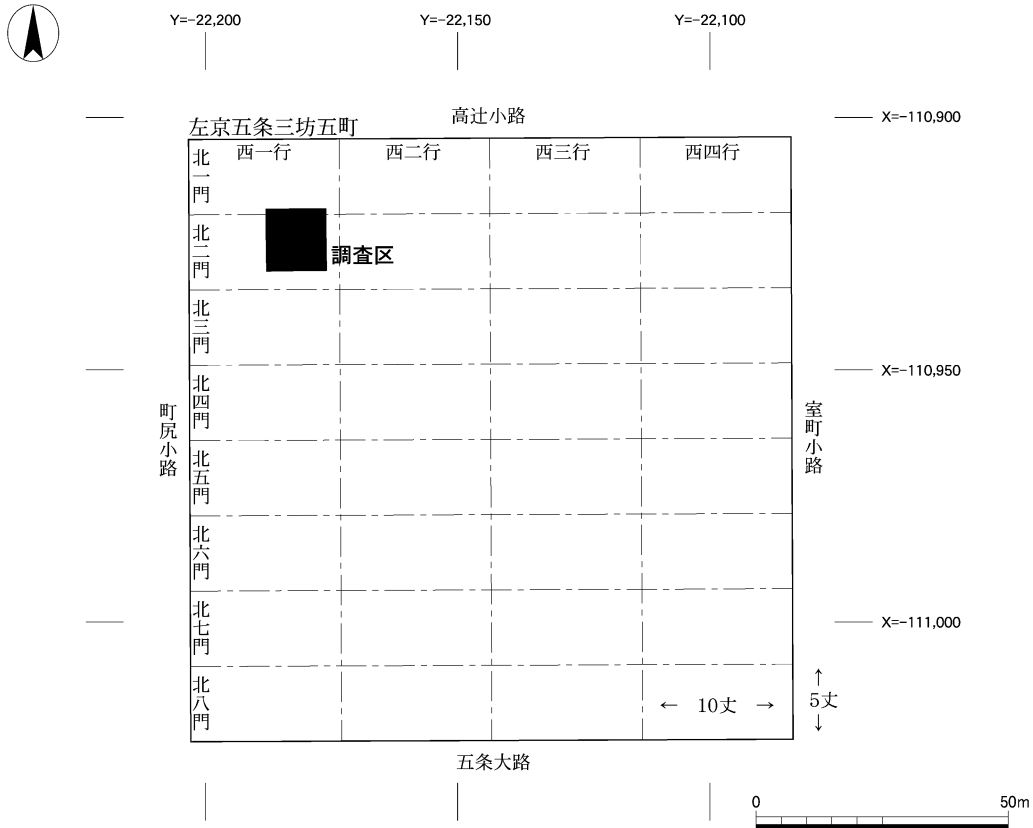 Y=−22,200
Y=−22,150
Y=−22,100
X=−110,900
高辻小路
左京五条三坊五町
西一行
西二行
西三行
西四行
北一門
北二門
調査区
北三門
X=−110,950
北四門
町尻小路
室町小路
北五門
北六門
北七門
X=−111,000
北八門
← 10丈 →
↑
5丈
↓
五条大路
0
50m